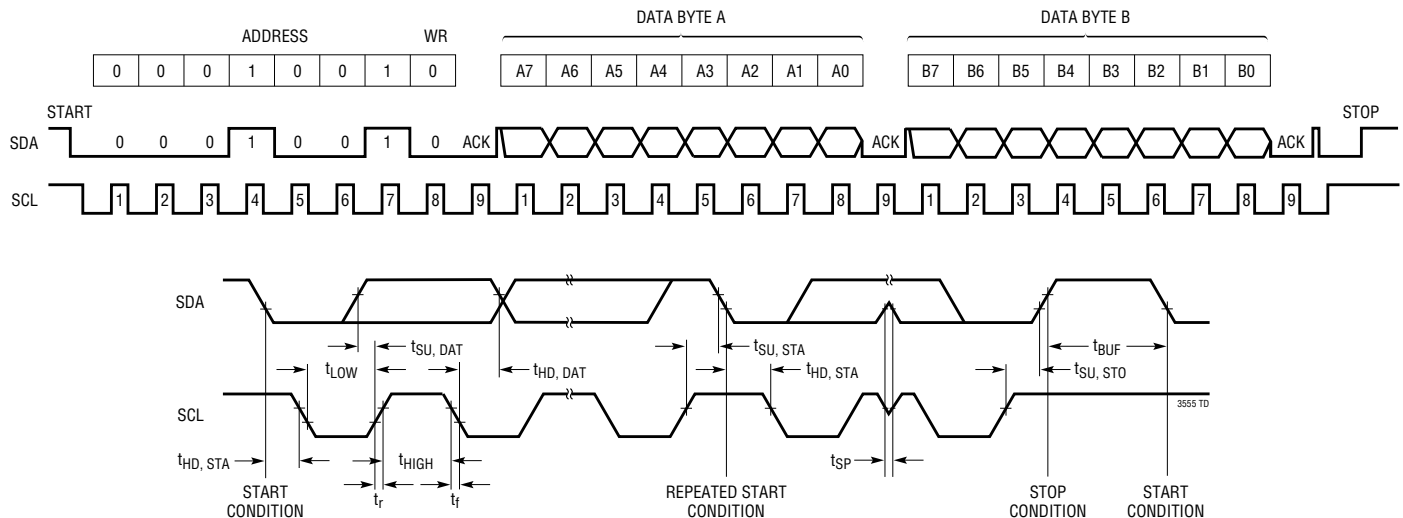 DATA BYTE A DATA BYTE B
ADDRESS WR
0 0 0 1 0 0 1 0 A7 A6 A5 A4 A3 A2 A1 A0 B7 B6 B5 B4 B3 B2 B1 B0
START STOP
SDA 0 0 0 1 0 0 1 0 ACK ACK ACK
SCL 1 2 3 4 5 6 7 8 9 1 2 3 4 5 6 7 8 9 1 2 3 4 5 6 7 8 9
SDA
tSU, DAT tSU, STA tBUF
tLOW tHD, DAT tHD, STA tSU, STO
SCL 3555 TD
tHD, STA tHIGH tSP
tr tf
START CONDITION
REPEATED START CONDITION
STOP CONDITION
START CONDITION